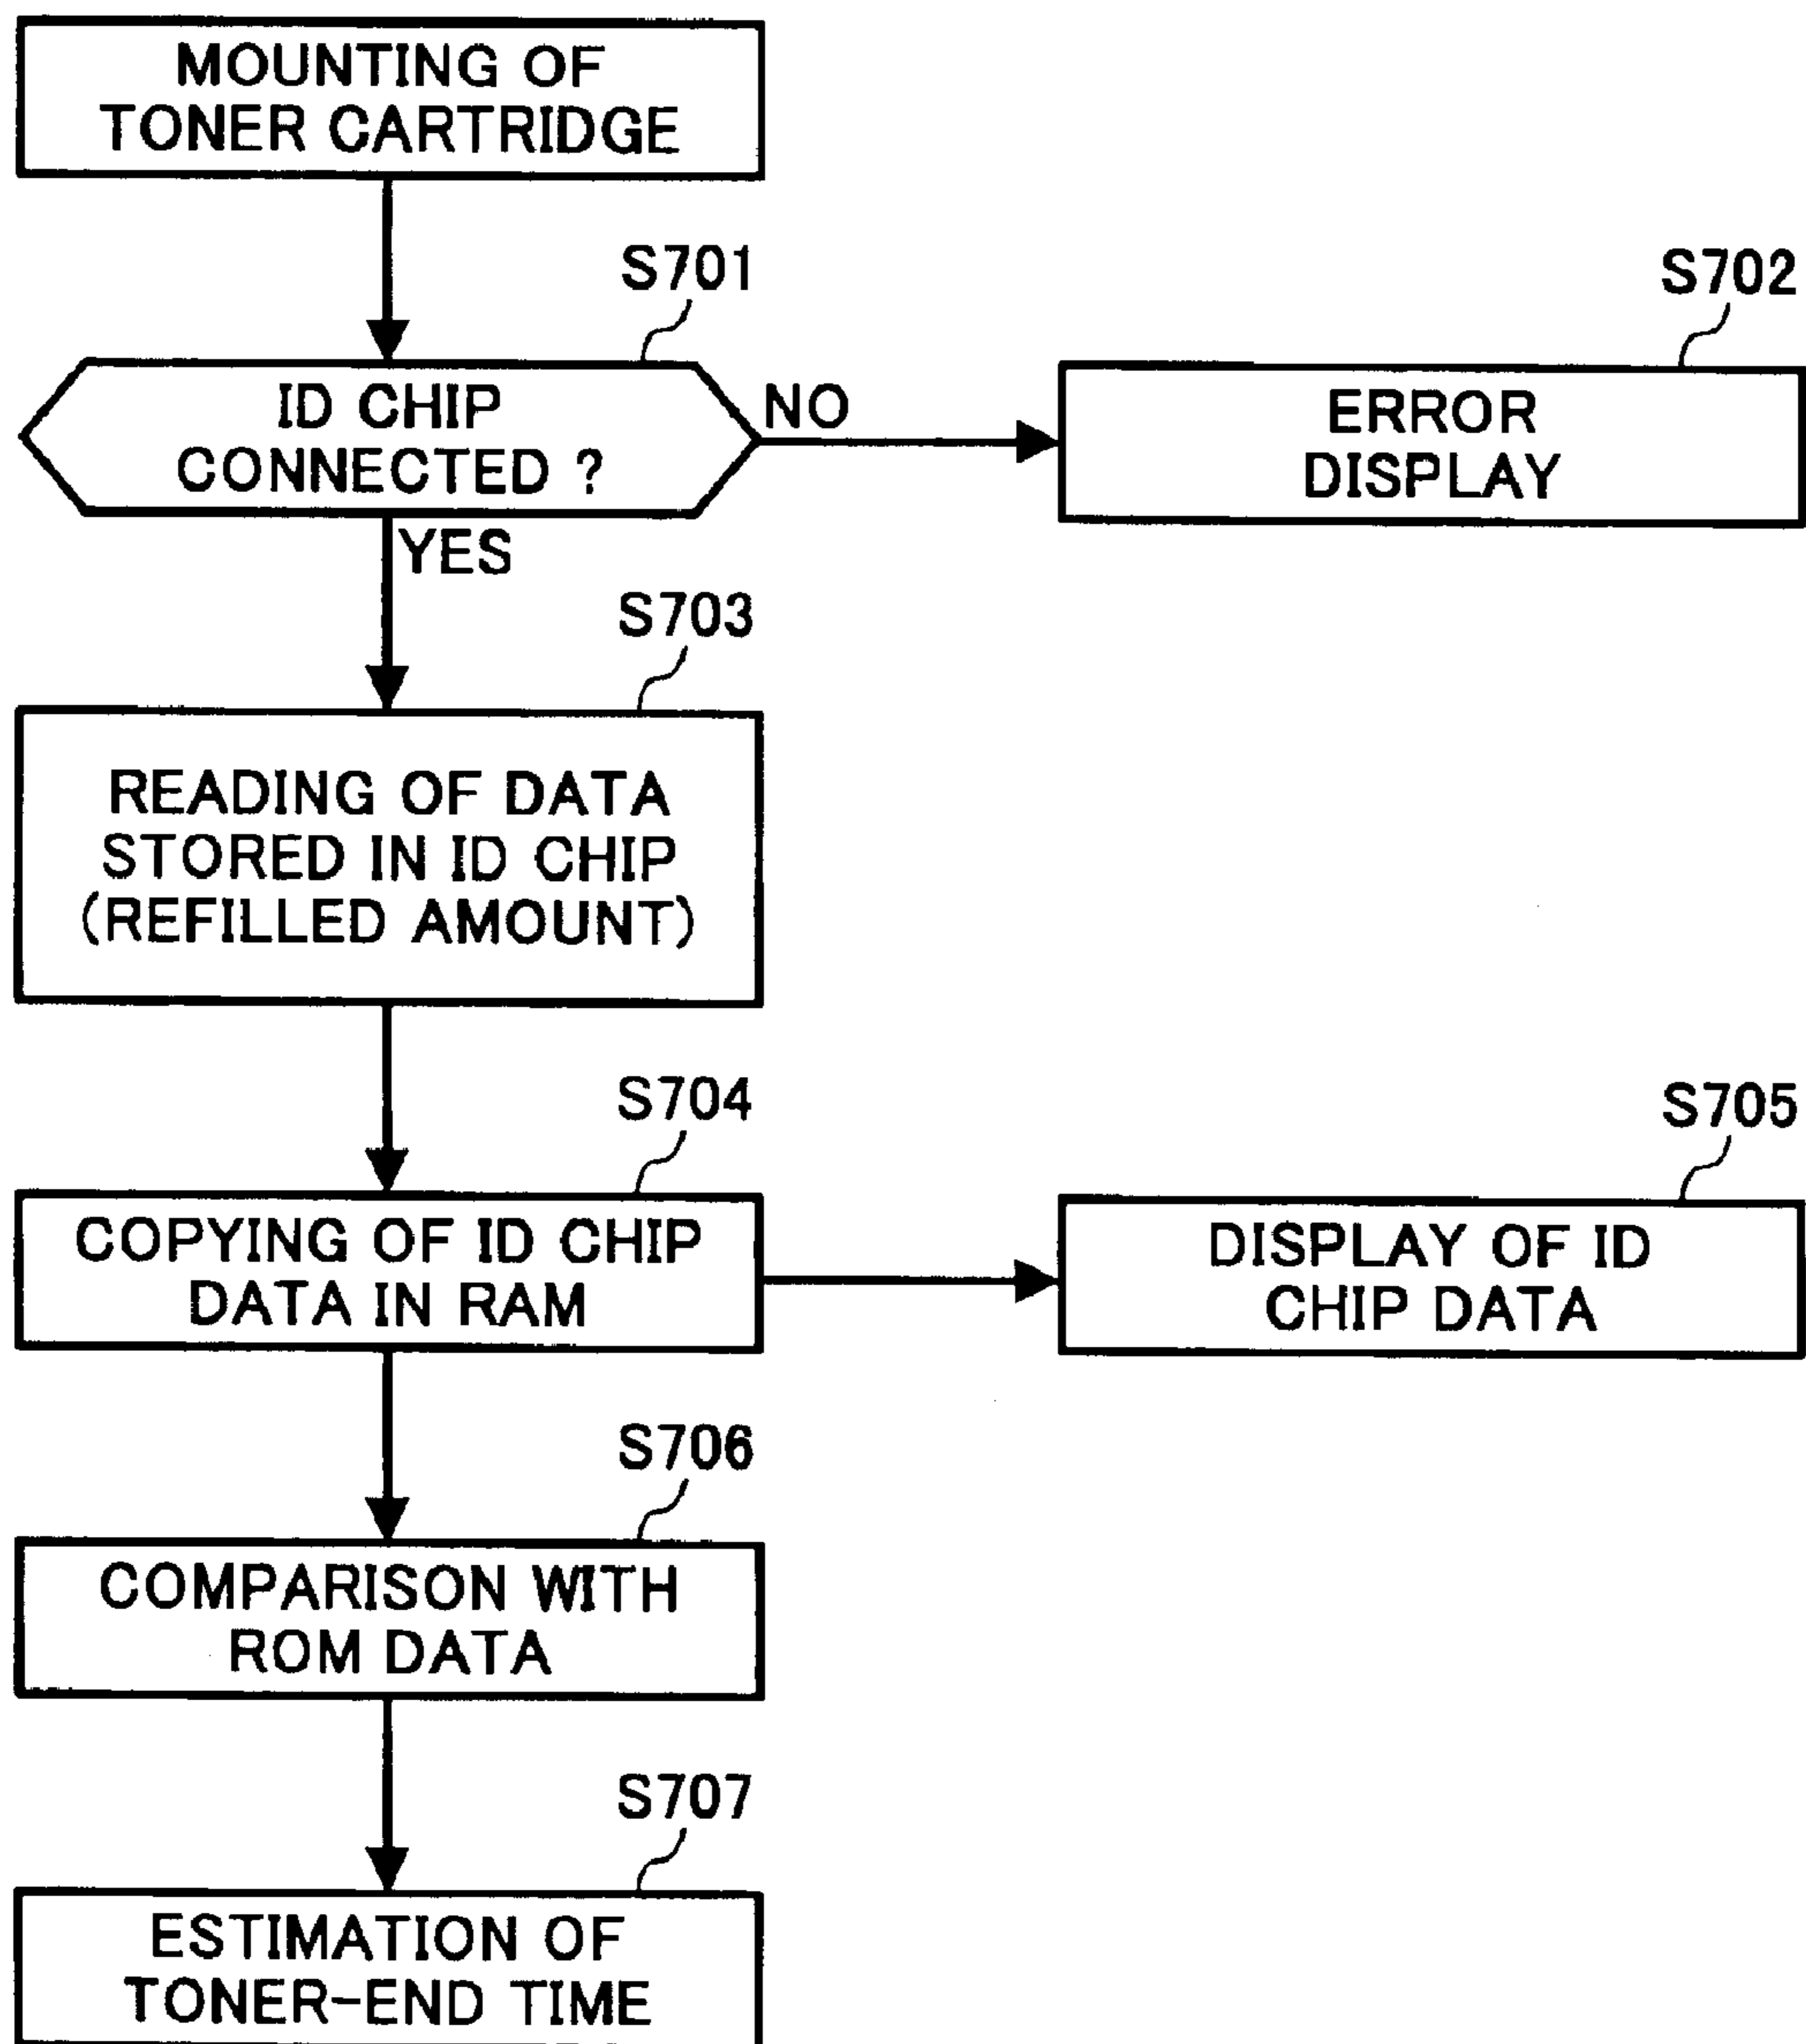 MOUNTING OF
TONER CARTRIDGE
S701
S702
ID CHIP
CONNECTED ?
NO
ERROR
DISPLAY
YES
S703
READING OF DATA
STORED IN ID CHIP
(REFILLED AMOUNT)
S704
S705
COPYING OF ID CHIP
DATA IN RAM
DISPLAY OF ID
CHIP DATA
S706
COMPARISON WITH
ROM DATA
S707
ESTIMATION OF
TONER-END TIME